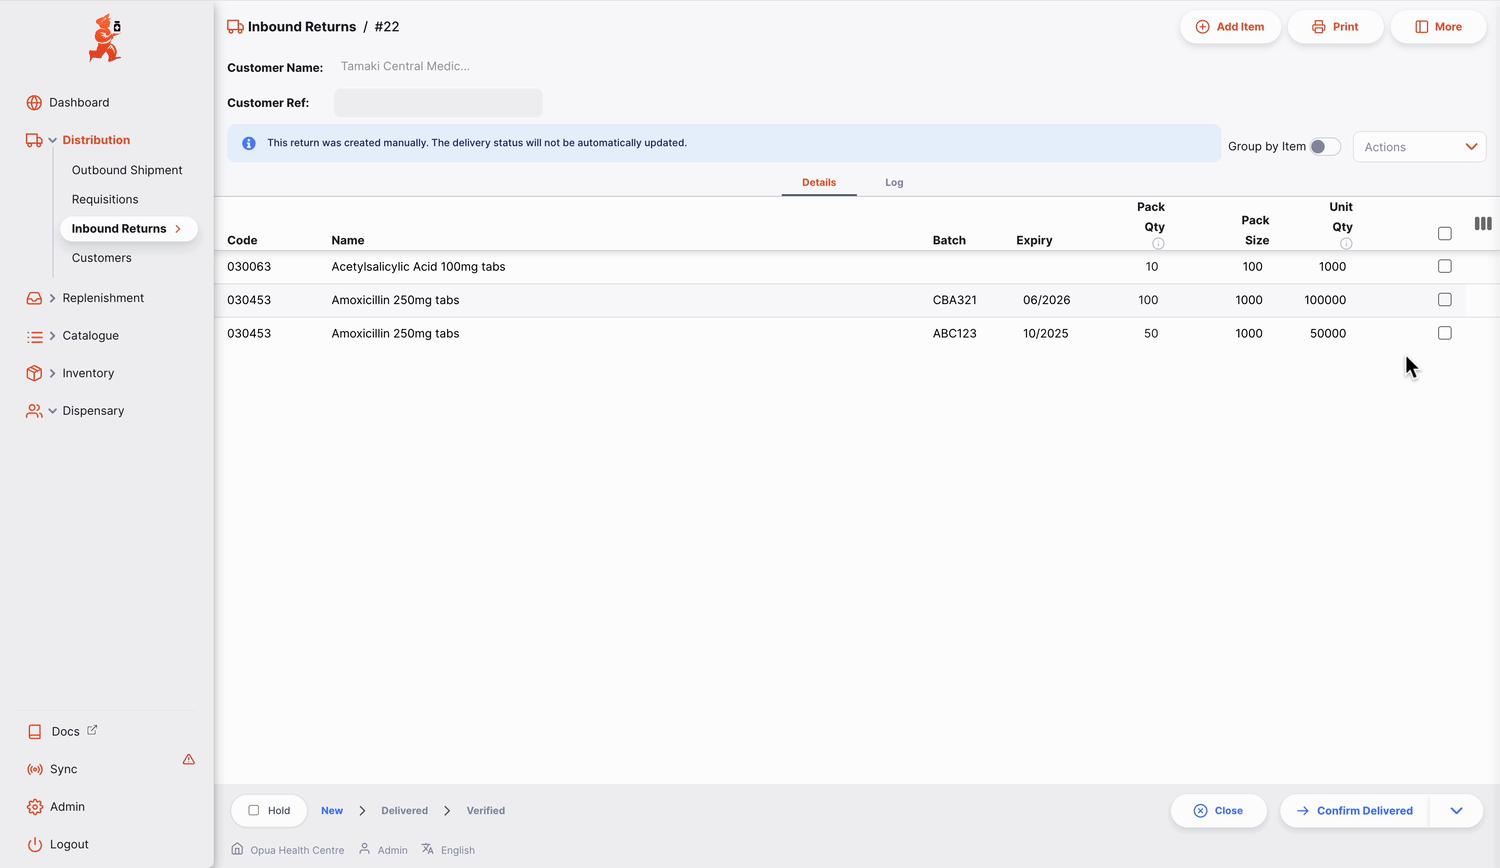 Inbound Returns / #22
Add Item
Print
More
Customer Name: Tamaki Central Medic...
Customer Ref:
This return was created manually. The delivery status will not be automatically updated.
Group by Item
Actions
Details
Log
Dashboard
Distribution
Outbound Shipment
Requisitions
Inbound Returns
Customers
Replenishment
Catalogue
Inventory
Dispensary
Docs
Sync
Admin
Logout
Code Name Batch Expiry Pack Qty Pack Size Unit Qty
030063 Acetylsalicylic Acid 100mg tabs 10 100 1000
030453 Amoxicillin 250mg tabs CBA321 06/2026 100 1000 100000
030453 Amoxicillin 250mg tabs ABC123 10/2025 50 1000 50000
Hold
New
Delivered
Verified
Close
Confirm Delivered
Opua Health Centre
Admin
English